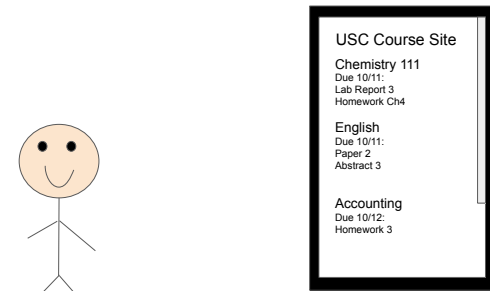 USC Course Site
Chemistry 111
Due 10/11:
Lab Report 3
Homework Ch4
English
Due 10/11:
Paper 2
Abstract 3
Accounting
Due 10/12:
Homework 3